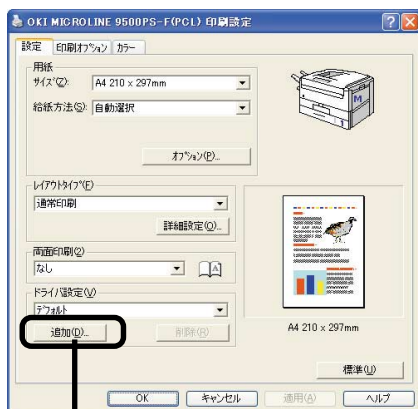 OKI MICROLINE 9500PS-F(PCL) 印刷設定
設定 印刷オプション カラー
用紙
サイズ(Z): A4 210 x 297mm
給紙方法(S): 自動選択
オプション(P)...
レイアウトタイプ(F)
通常印刷
詳細設定(O)...
両面印刷(2)
なし
ドライバ設定(V)
デフォルト
追加(D)... 削除(R)
A4 210 x 297mm
標準(U)
OK キャンセル 適用(A) ヘルプ